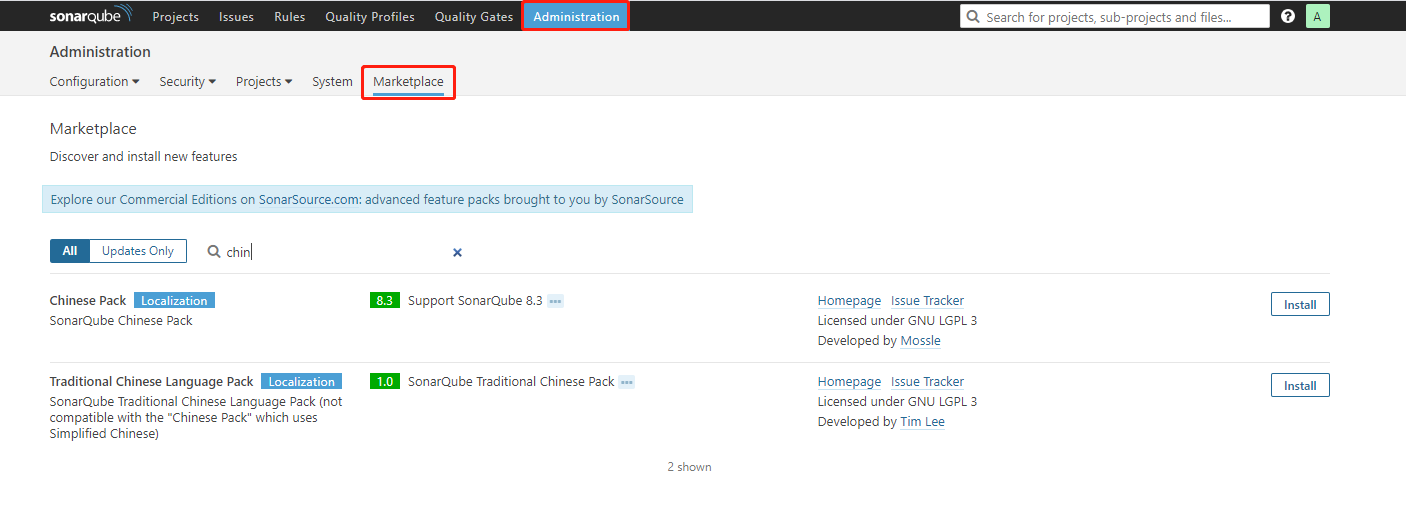 sonarqube Projects Issues Rules Quality Profiles Quality Gates Administration Search for projects, sub-projects and files... ? A
Administration
Configuration Security Projects System Marketplace
Marketplace
Discover and install new features
Explore our Commercial Editions on SonarSource.com: advanced feature packs brought to you by SonarSource
All Updates Only chin
Chinese Pack Localization 8.3 Support SonarQube 8.3 Homepage Issue Tracker Install
SonarQube Chinese Pack Licensed under GNU LGPL 3
Developed by Mossle
Traditional Chinese Language Pack Localization 1.0 SonarQube Traditional Chinese Pack Homepage Issue Tracker Install
SonarQube Traditional Chinese Language Pack (not Licensed under GNU LGPL 3
compatible with the "Chinese Pack" which uses Developed by Tim Lee
Simplified Chinese)
2 shown